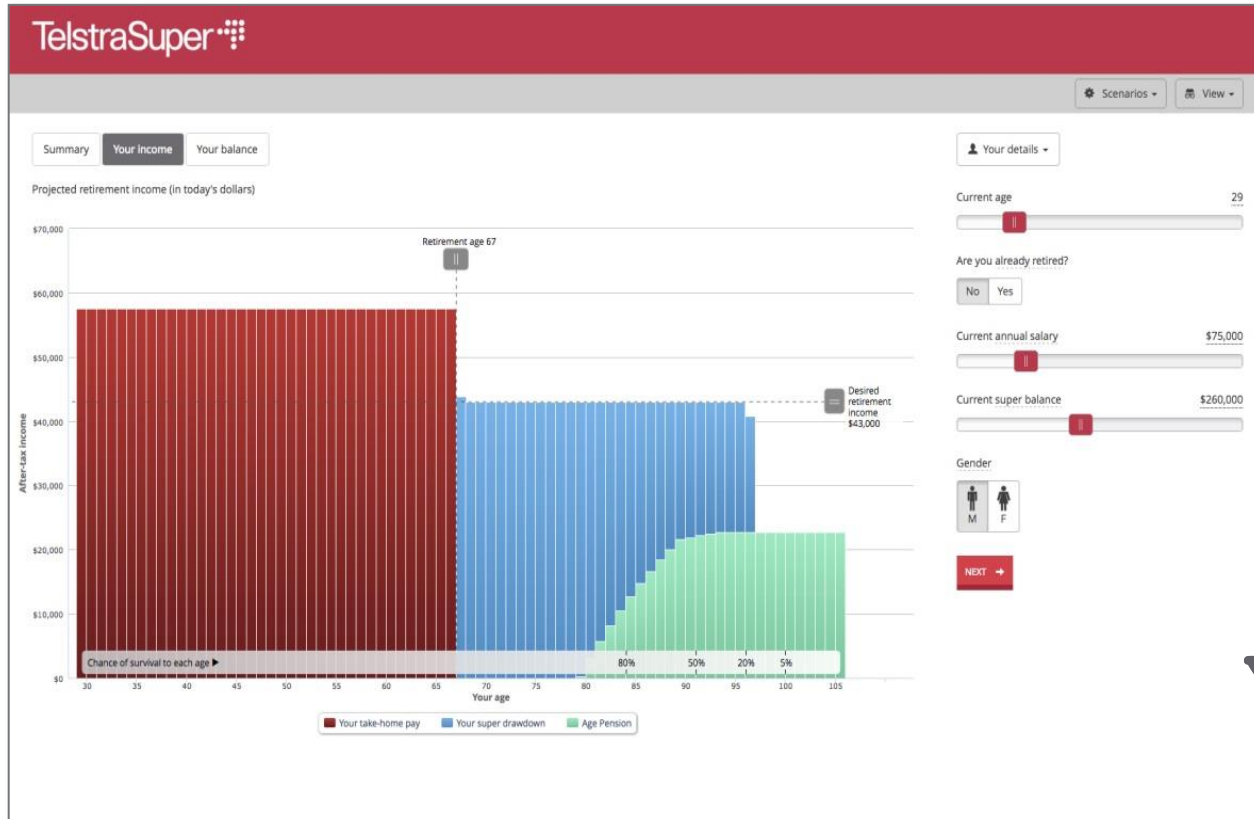 TelstraSuper
Scenarios
View
Summary
Your income
Your balance
Your details
Projected retirement income (in today's dollars)
Current age
29
Are you already retired?
No
Yes
Current annual salary
$75,000
Current super balance
$260,000
Gender
M
F
NEXT
After-tax income
$70,000
$60,000
$50,000
$40,000
$30,000
$20,000
$10,000
$0
Retirement age 67
Desired
retirement
income
$43,000
Chance of survival to each age
80%
50%
20%
5%
30
35
40
45
50
55
60
65
70
75
80
85
90
95
100
105
Your age
Your take-home pay
Your super drawdown
Age Pension